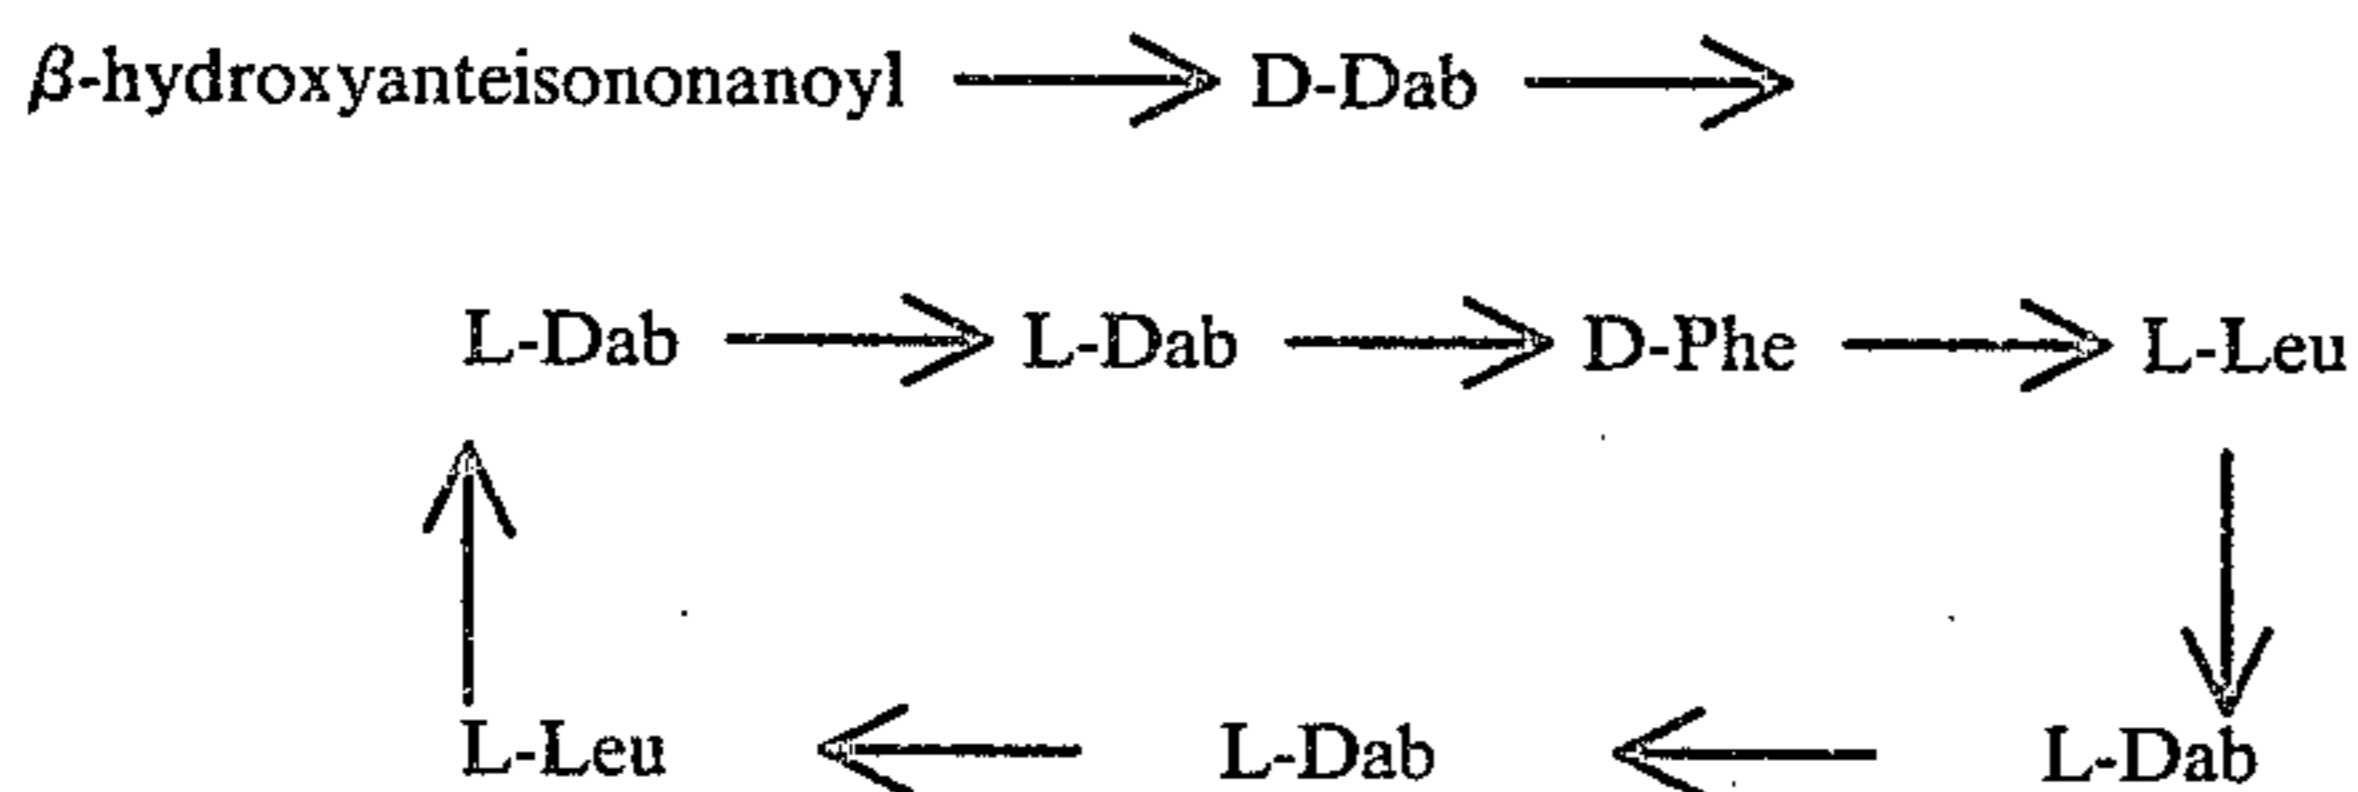 β-hydroxyanteisononanoyl → D-Dab →
L-Dab → L-Dab → D-Phe → L-Leu
↑ ↓
L-Leu ← L-Dab ← L-Dab